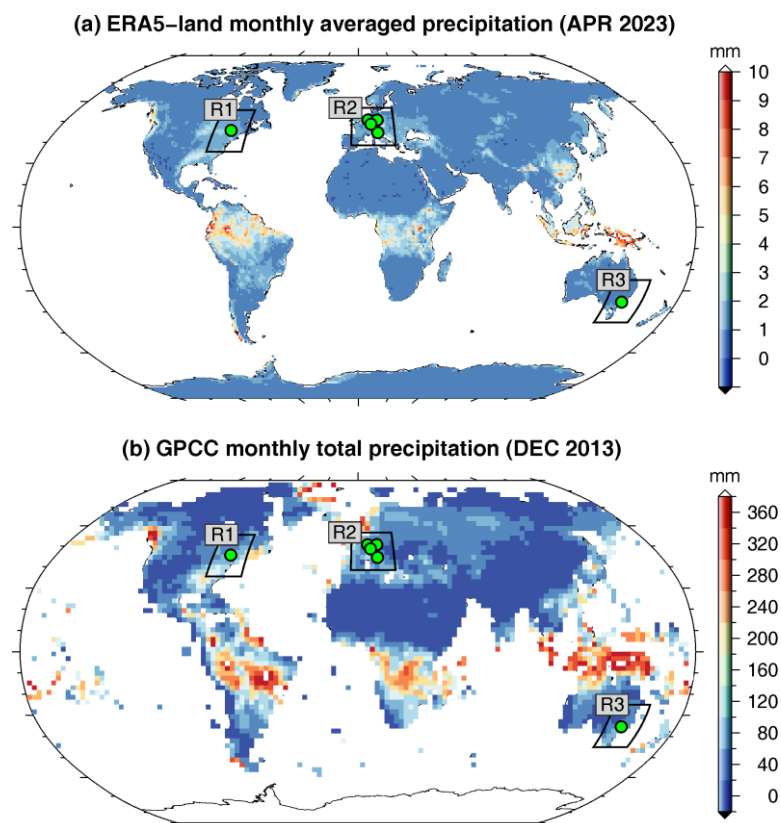 (a) ERA5−land monthly averaged precipitation (APR 2023)
mm
10
9
8
7
6
5
4
3
2
1
0
R1
R2
R3
(b) GPCC monthly total precipitation (DEC 2013)
mm
360
320
280
240
200
160
120
80
40
0
R1
R2
R3